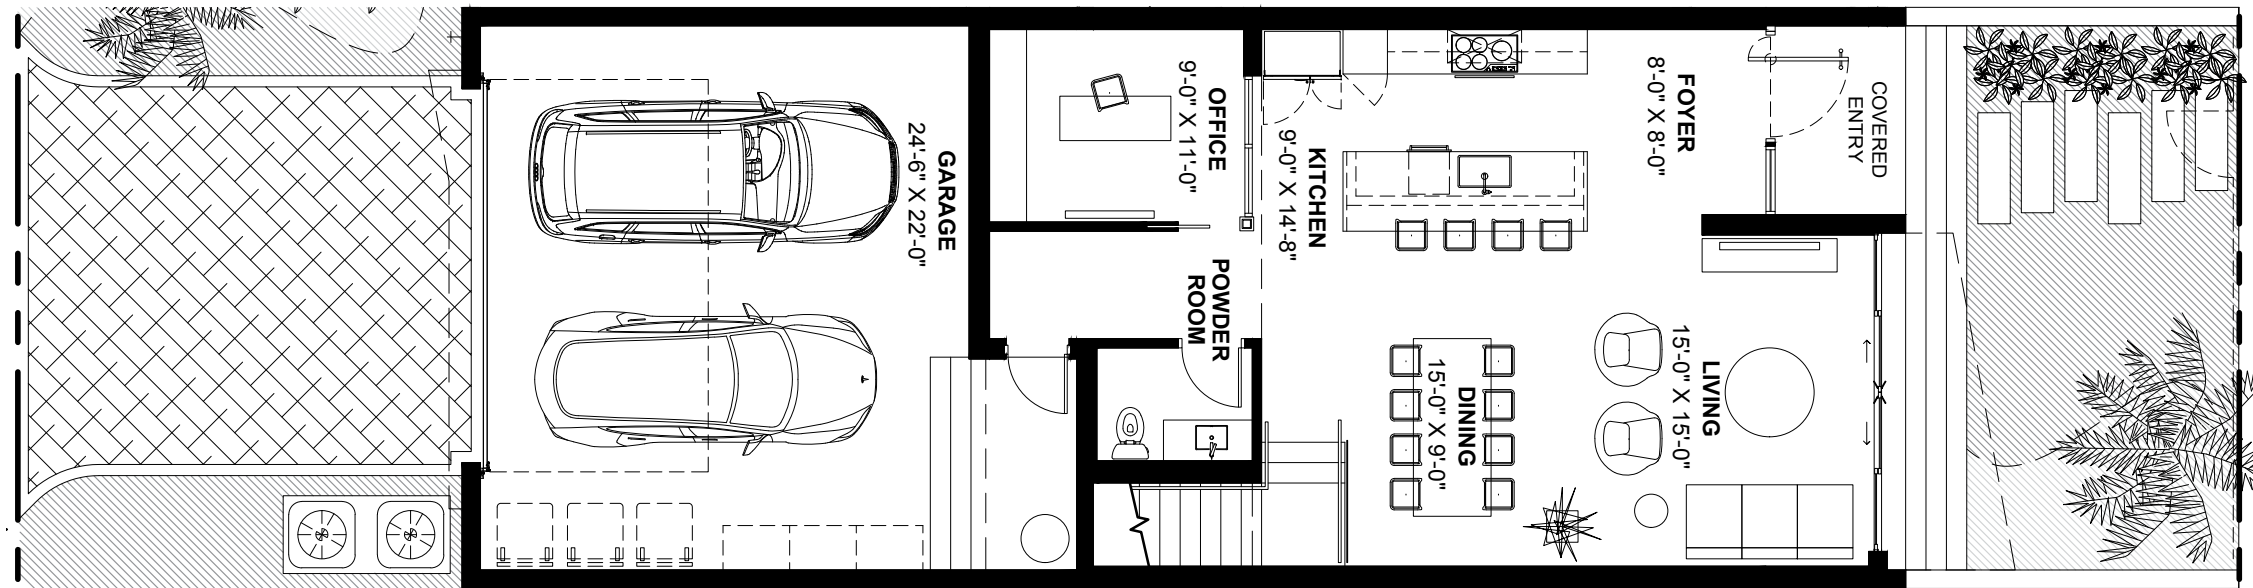 GARAGE
24'-6" X 22'-0"
OFFICE
9'-0" X 11'-0"
POWDER
ROOM
KITCHEN
9'-0" X 14'-8"
DINING
15'-0" X 9'-0"
FOYER
8'-0" X 8'-0"
LIVING
15'-0" X 15'-0"
COVERED
ENTRY